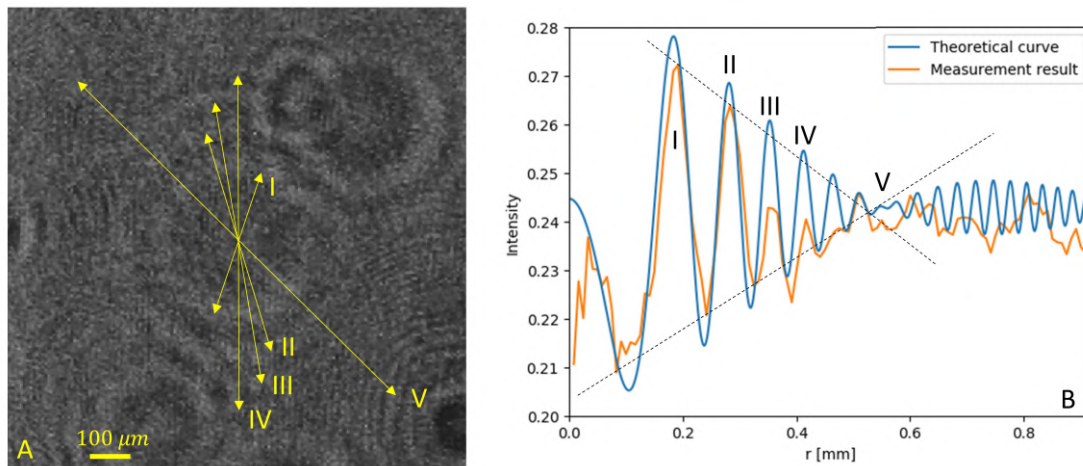 I
II
III
IV
V
100 μm
A
0.28
0.27
0.26
0.25
0.24
0.23
0.22
0.21
0.20
Intensity
Theoretical curve
Measurement result
I
II
III
IV
V
B
0.0
0.2
0.4
0.6
0.8
r [mm]